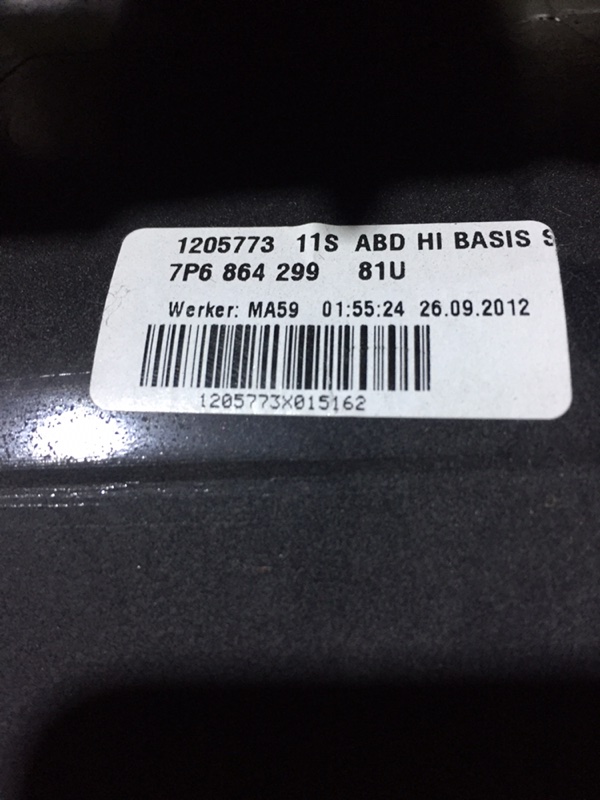 1205773 11S ABD HI BASIS S
7P6 864 299 81U
Werker: MA59 01:55:24 26.09.2012
1205773X015162